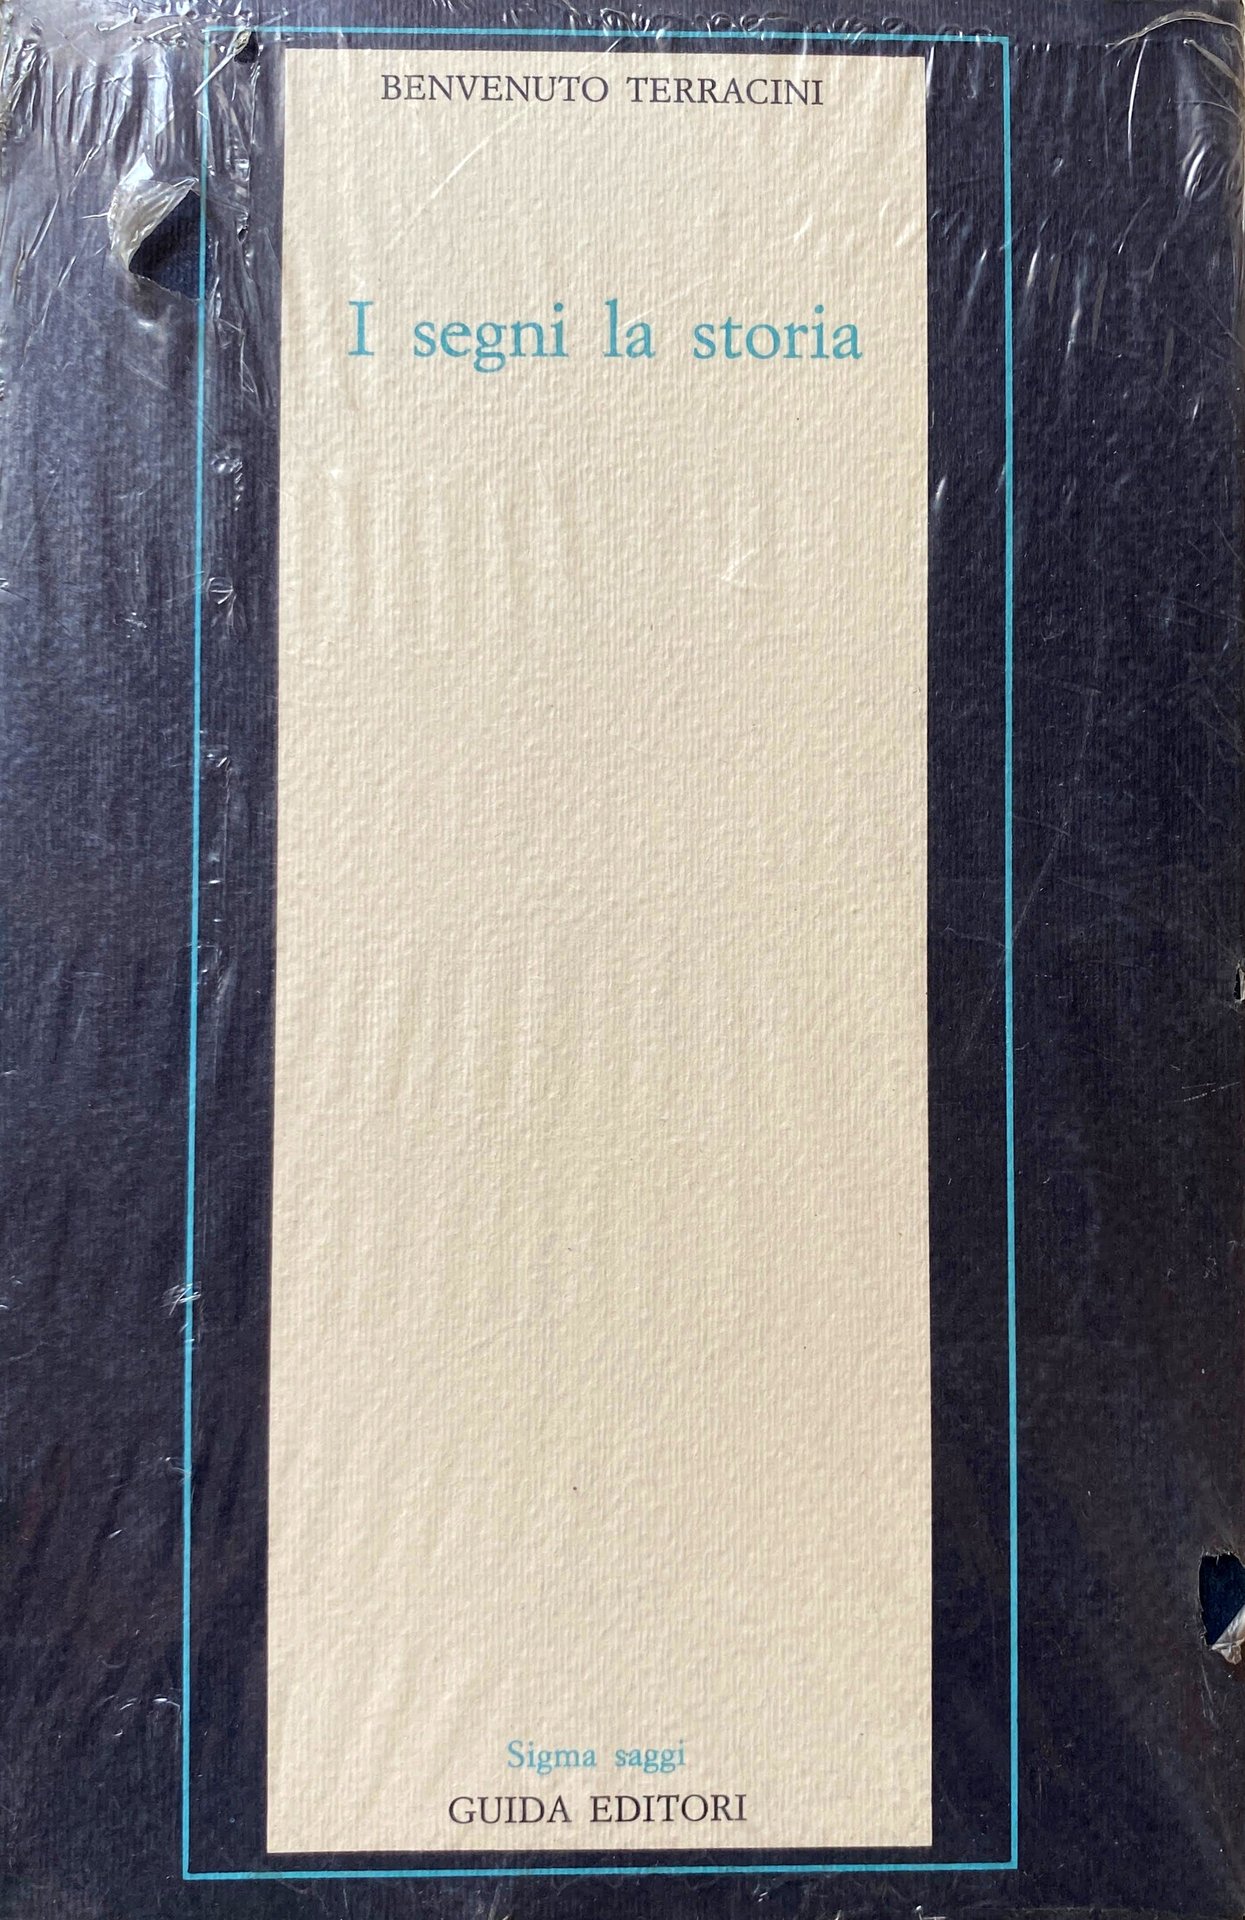 BENVENUTO TERRACINI
I segni la storia
Sigma saggi
GUIDA EDITORI